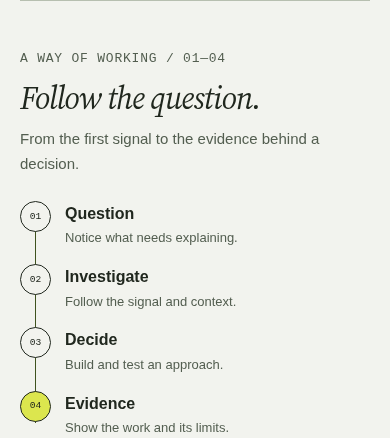 A WAY OF WORKING / 01—04
Follow the question.
From the first signal to the evidence behind a
decision.
01
Question
Notice what needs explaining.
02
Investigate
Follow the signal and context.
03
Decide
Build and test an approach.
04
Evidence
Show the work and its limits.